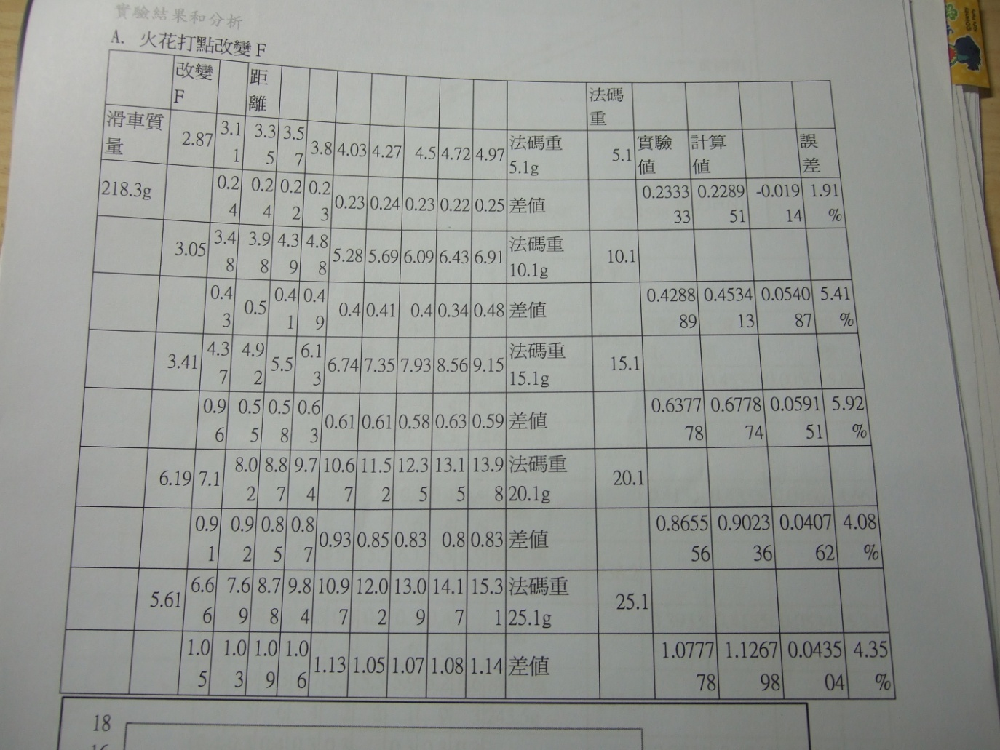 實驗結果和分析
A. 火花打點改變 F
改變F 距離 法碼重
滑車質量 2.87 3.11 3.35 3.57 3.8 4.03 4.27 4.5 4.72 4.97 法碼重5.1g 5.1 實驗值 計算值 誤差
218.3g 0.24 0.24 0.22 0.23 0.23 0.24 0.23 0.22 0.25 差值 0.233333 0.228951 -0.01914 1.91%
3.05 3.48 3.98 4.39 4.88 5.28 5.69 6.09 6.43 6.91 法碼重10.1g 10.1
0.43 0.5 0.41 0.49 0.4 0.41 0.4 0.34 0.48 差值 0.428889 0.453413 0.054087 5.41%
3.41 4.37 4.92 5.5 6.13 6.74 7.35 7.93 8.56 9.15 法碼重15.1g 15.1
0.96 0.55 0.58 0.63 0.61 0.61 0.58 0.63 0.59 差值 0.637778 0.677874 0.059151 5.92%
6.19 7.1 8.02 8.87 9.74 10.67 11.52 12.35 13.15 13.98 法碼重20.1g 20.1
0.91 0.92 0.85 0.87 0.93 0.85 0.83 0.8 0.83 差值 0.865556 0.902336 0.040762 4.08%
5.61 6.66 7.69 8.78 9.84 10.97 12.02 13.09 14.17 15.31 法碼重25.1g 25.1
1.05 1.03 1.09 1.06 1.13 1.05 1.07 1.08 1.14 差值 1.077778 1.126798 0.043504 4.35%
18